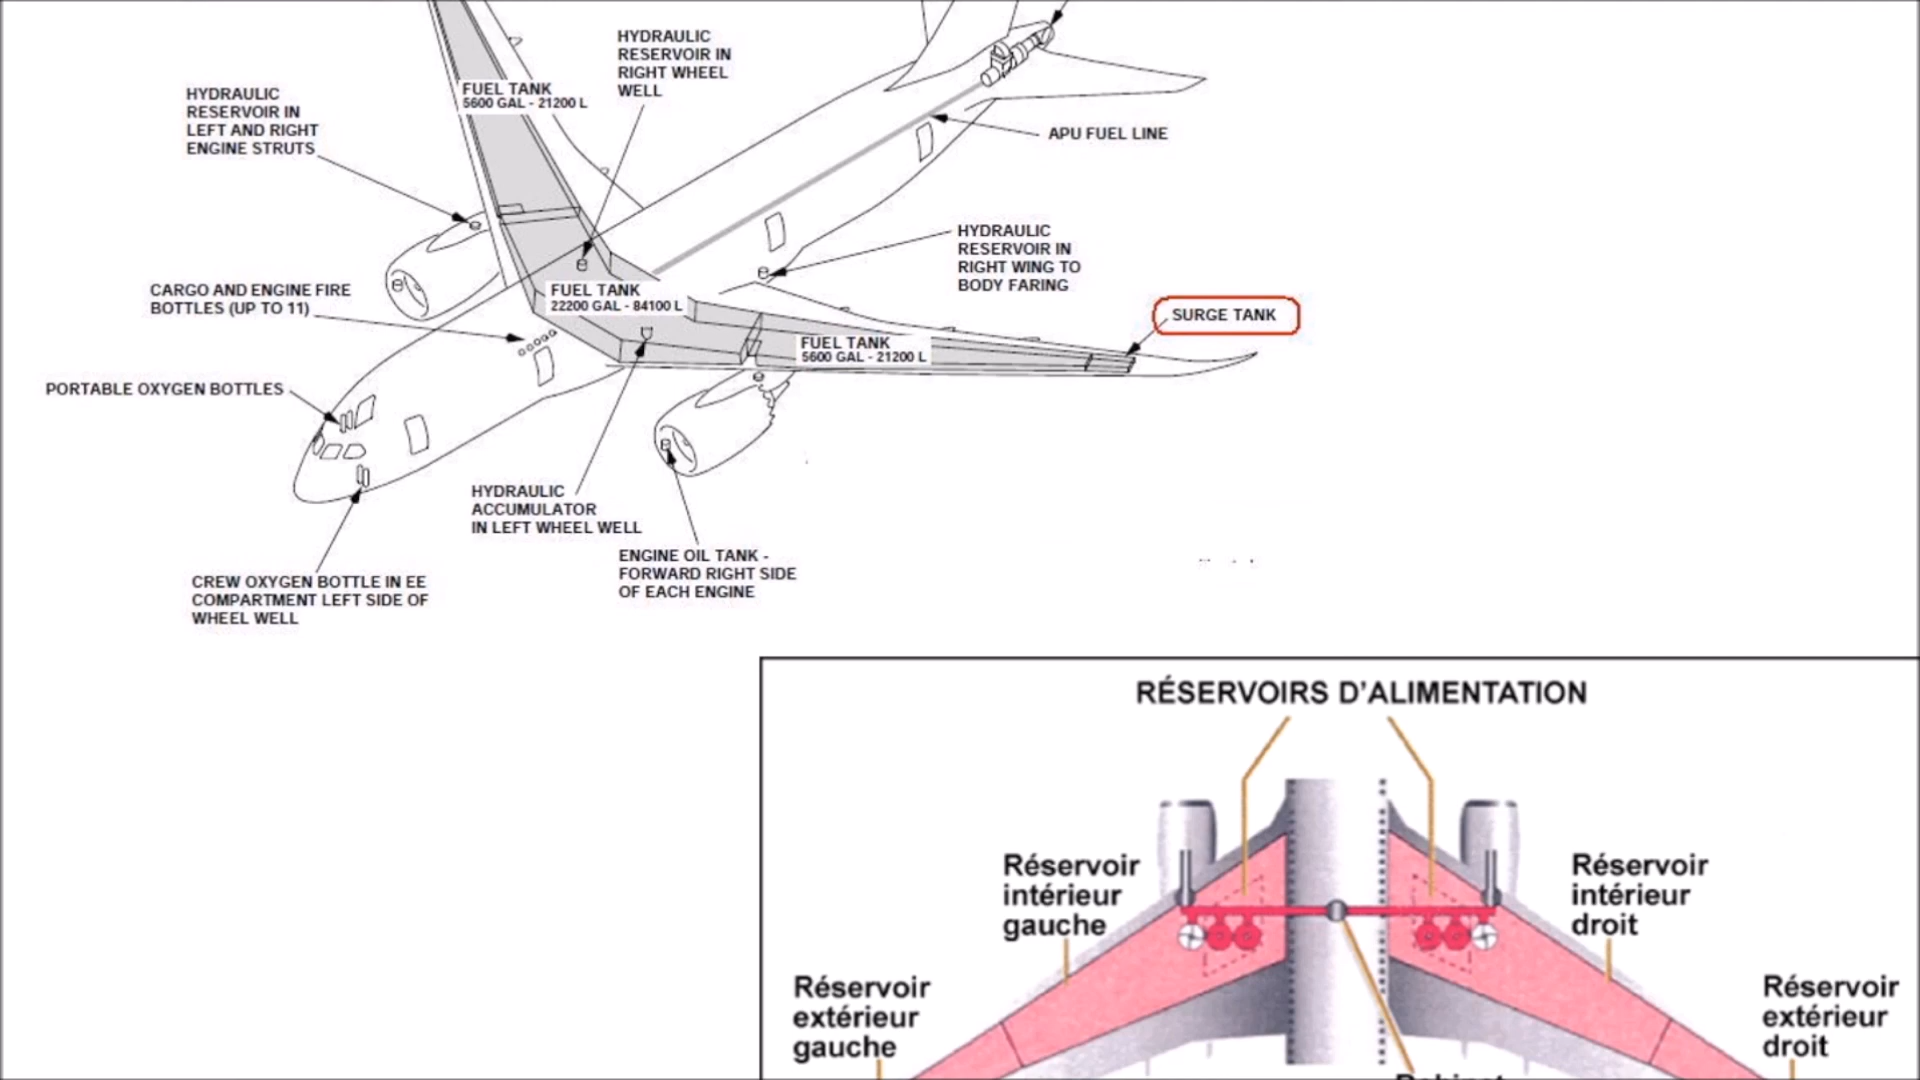 HYDRAULIC
RESERVOIR IN
RIGHT WHEEL
WELL
FUEL TANK
5600 GAL - 21200 L
HYDRAULIC
RESERVOIR IN
LEFT AND RIGHT
ENGINE STRUTS
APU FUEL LINE
HYDRAULIC
RESERVOIR IN
RIGHT WING TO
BODY FARING
CARGO AND ENGINE FIRE
BOTTLES (UP TO 11)
FUEL TANK
22200 GAL - 84100 L
SURGE TANK
FUEL TANK
5600 GAL - 21200 L
PORTABLE OXYGEN BOTTLES
HYDRAULIC
ACCUMULATOR
IN LEFT WHEEL WELL
ENGINE OIL TANK -
FORWARD RIGHT SIDE
OF EACH ENGINE
CREW OXYGEN BOTTLE IN EE
COMPARTMENT LEFT SIDE OF
WHEEL WELL
RÉSERVOIRS D’ALIMENTATION
Réservoir
intérieur
gauche
Réservoir
intérieur
droit
Réservoir
extérieur
gauche
Réservoir
extérieur
droit